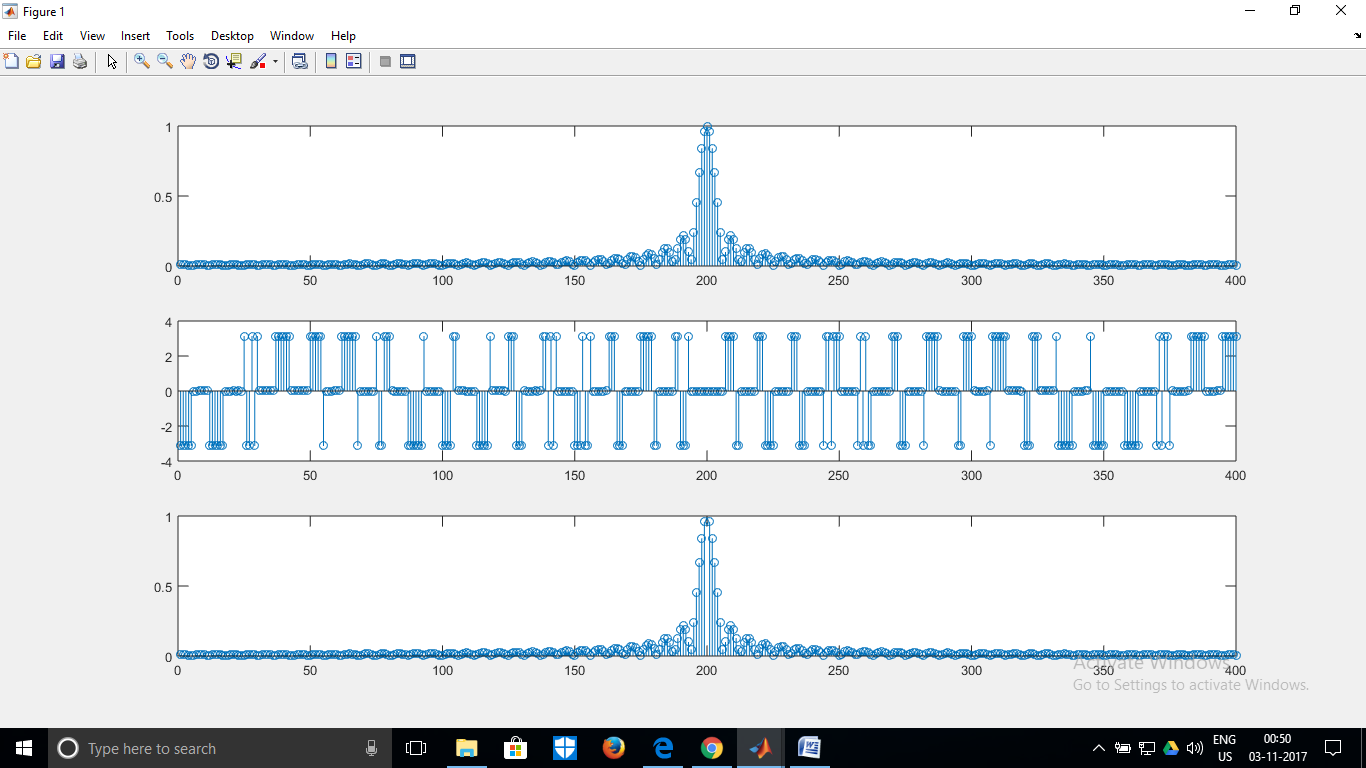 Figure 1
File Edit View Insert Tools Desktop Window Help
1
0.5
0
0 50 100 150 200 250 300 350 400
4
2
0
-2
-4
0 50 100 150 200 250 300 350 400
1
0.5
0
0 50 100 150 200 250 300 350 400
Activate Windows
Go to Settings to activate Windows.
Type here to search
ENG
US
00:50
03-11-2017